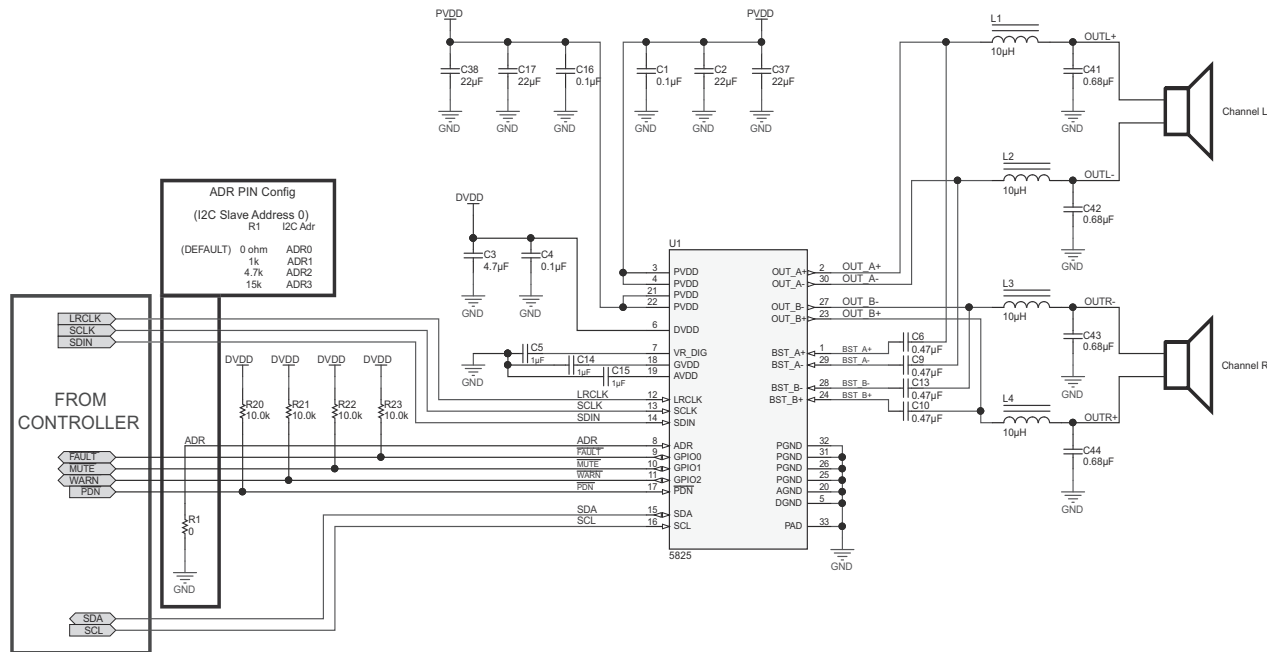 PVDD
C38
22µF
GND
C17
22µF
GND
C16
0.1µF
GND
PVDD
C1
0.1µF
GND
C2
22µF
GND
C37
22µF
GND
L1
10µH
OUTL+
C41
0.68µF
GND
Channel L
L2
10µH
OUTL-
C42
0.68µF
GND
ADR PIN Config
(I2C Slave Address 0)
R1 I2C Adr
(DEFAULT) 0 ohm ADR0
1k ADR1
4.7k ADR2
15k ADR3
DVDD
C3
4.7µF
GND
C4
0.1µF
GND
U1
3 PVDD
4 PVDD
21 PVDD
22 PVDD
6 DVDD
7 VR_DIG
18 GVDD
19 AVDD
LRCLK 12 LRCLK
SCLK 13 SCLK
SDIN 14 SDIN
ADR 8 ADR
FAULT 9 GPIO0
MUTE 10 GPIO1
WARN 11 GPIO2
PDN 17 PDN
SDA 15 SDA
SCL 16 SCL
5825
OUT_A+ 2 OUT_A+
OUT_A- 30 OUT_A-
OUT_B- 27 OUT_B-
OUT_B+ 23 OUT_B+
BST_A+ 1 BST_A+
BST_A- 29 BST_A-
BST_B- 28 BST_B-
BST_B+ 24 BST_B+
PGND 32
PGND 31
PGND 26
PGND 25
AGND 20
DGND 5
PAD 33
GND
C6
0.47µF
C9
0.47µF
C13
0.47µF
C10
0.47µF
L3
10µH
OUTR-
C43
0.68µF
GND
Channel R
L4
10µH
OUTR+
C44
0.68µF
GND
GND
C5
1µF
C14
1µF
C15
1µF
LRCLK
SCLK
SDIN
FROM
CONTROLLER
FAULT
MUTE
WARN
PDN
SDA
SCL
DVDD
R20
10.0k
DVDD
R21
10.0k
DVDD
R22
10.0k
DVDD
R23
10.0k
ADR
R1
0
GND